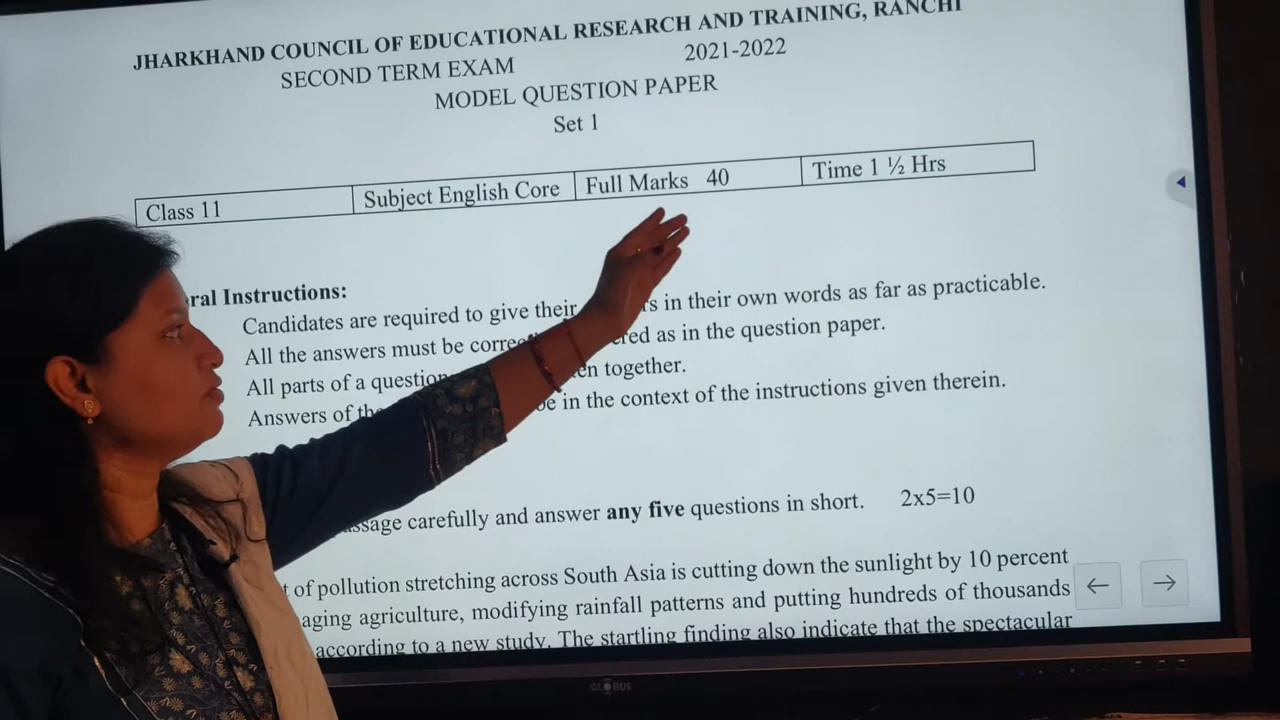 JHARKHAND COUNCIL OF EDUCATIONAL RESEARCH AND TRAINING, RANCHI
SECOND TERM EXAM 2021-2022
MODEL QUESTION PAPER
Set 1
Class 11 Subject English Core Full Marks 40 Time 1 ½ Hrs
ral Instructions:
Candidates are required to give their in their own words as far as practicable.
All the answers must be as in the question paper.
All parts of a question together.
Answers of be in the context of the instructions given therein.
carefully and answer any five questions in short. 2x5=10
of pollution stretching across South Asia is cutting down the sunlight by 10 percent
aging agriculture, modifying rainfall patterns and putting hundreds of thousands
according to a new study. The startling finding also indicate that the spectacular
GLOBUS